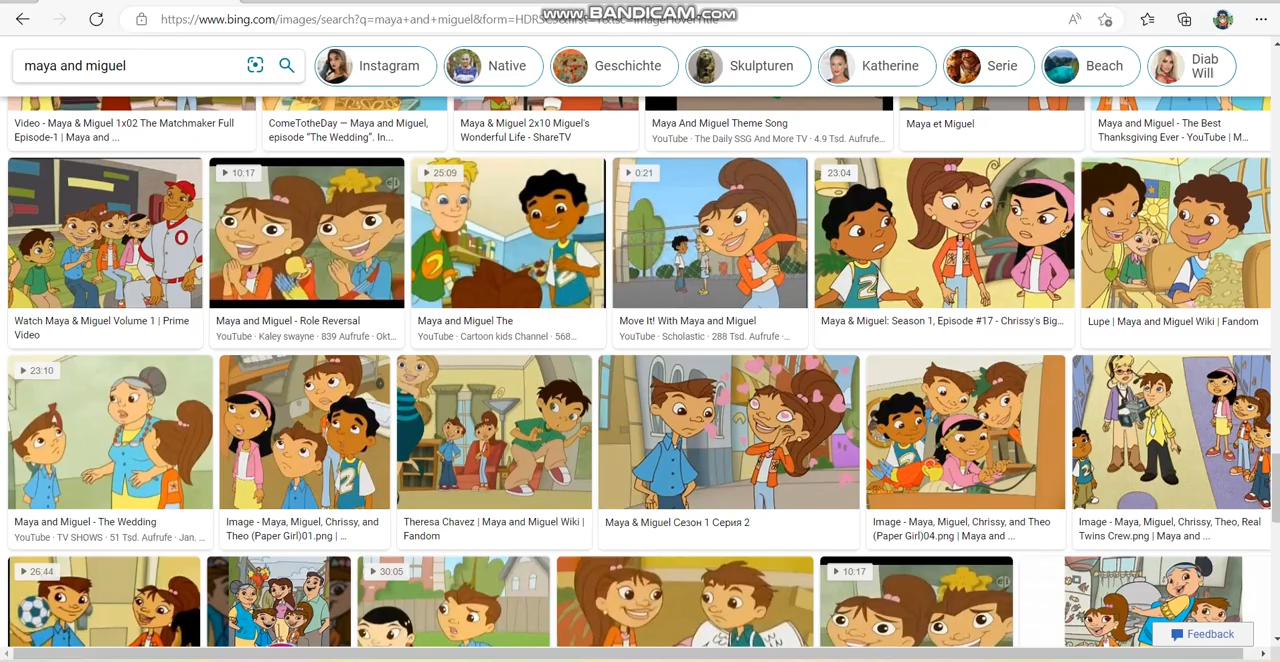 https://www.bing.com/images/search?q=maya+and+miguel&form=HDRSC
www.BANDICAM.com
maya and miguel
Instagram
Native
Geschichte
Skulpturen
Katherine
Serie
Beach
Diab
Will
Video - Maya & Miguel 1x02 The Matchmaker Full
Episode-1 | Maya and ...
ComeTotheDay — Maya and Miguel,
episode “The Wedding”. In...
Maya & Miguel 2x10 Miguel's
Wonderful Life - ShareTV
Maya And Miguel Theme Song
YouTube · The Daily SSG And More TV · 4.9 Tsd. Aufrufe...
Maya et Miguel
Maya and Miguel - The Best
Thanksgiving Ever - YouTube | M...
10:17
25:09
0:21
23:04
Watch Maya & Miguel Volume 1 | Prime
Video
Maya and Miguel - Role Reversal
YouTube · Kaley swayne · 839 Aufrufe · Okt...
Maya and Miguel The
YouTube · Cartoon kids Channel · 568...
Move It! With Maya and Miguel
YouTube · Scholastic · 288 Tsd. Aufrufe ·...
Maya & Miguel: Season 1, Episode #17 - Chrissy's Big...
Lupe | Maya and Miguel Wiki | Fandom
23:10
Maya and Miguel - The Wedding
YouTube · TV SHOWS · 51 Tsd. Aufrufe · Jan. ...
Image - Maya, Miguel, Chrissy, and
Theo (Paper Girl)01.png | ...
Theresa Chavez | Maya and Miguel Wiki |
Fandom
Maya & Miguel Сезон 1 Серия 2
Image - Maya, Miguel, Chrissy, and Theo
(Paper Girl)04.png | Maya and ...
Image - Maya, Miguel, Chrissy, Theo, Real
Twins Crew.png | Maya and ...
26:44
30:05
10:17
Feedback